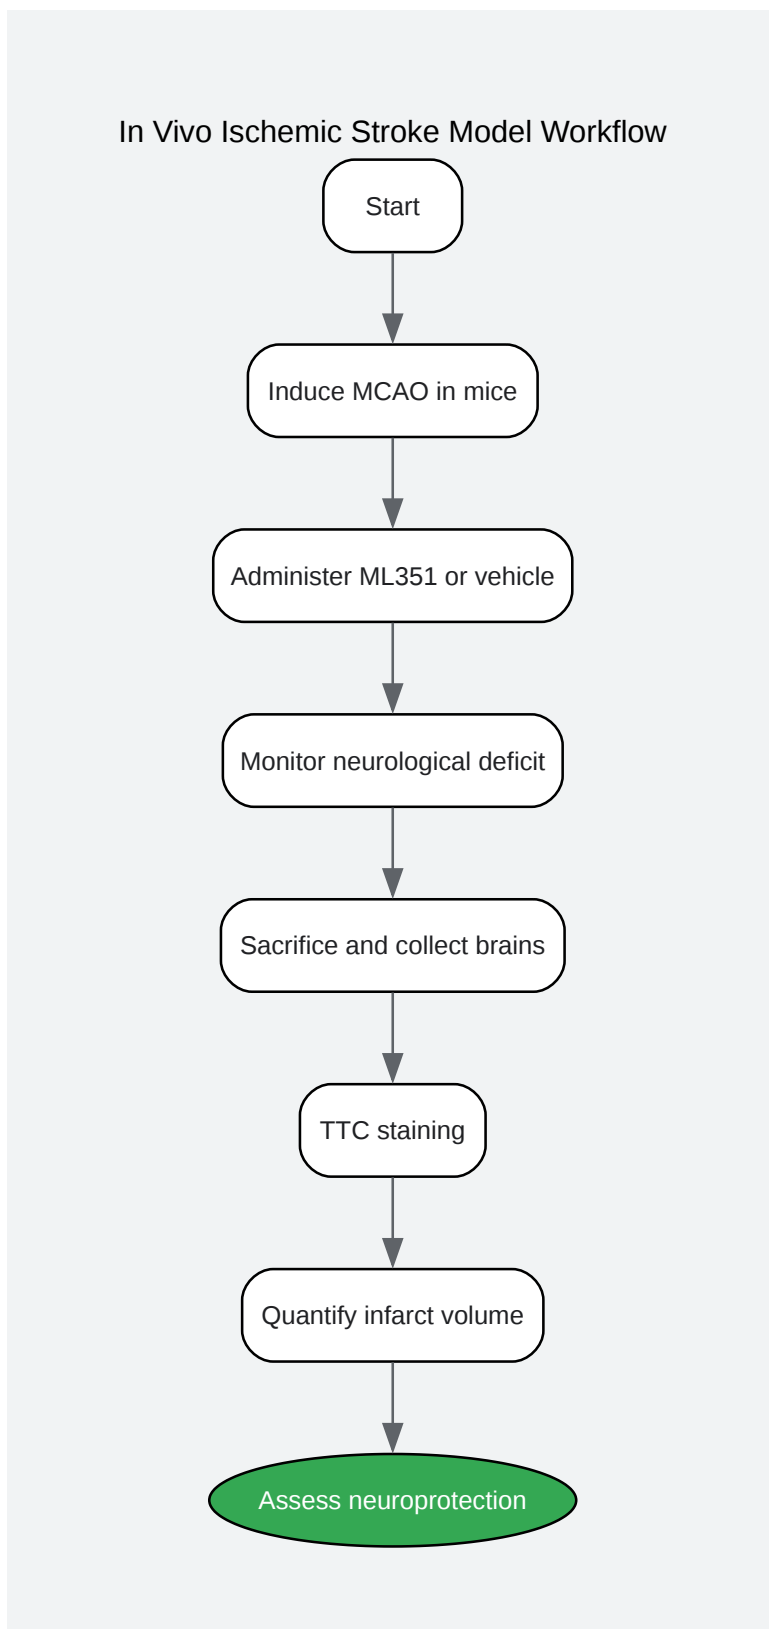 In Vivo Ischemic Stroke Model Workflow
Start
Induce MCAO in mice
Administer ML351 or vehicle
Monitor neurological deficit
Sacrifice and collect brains
TTC staining
Quantify infarct volume
Assess neuroprotection